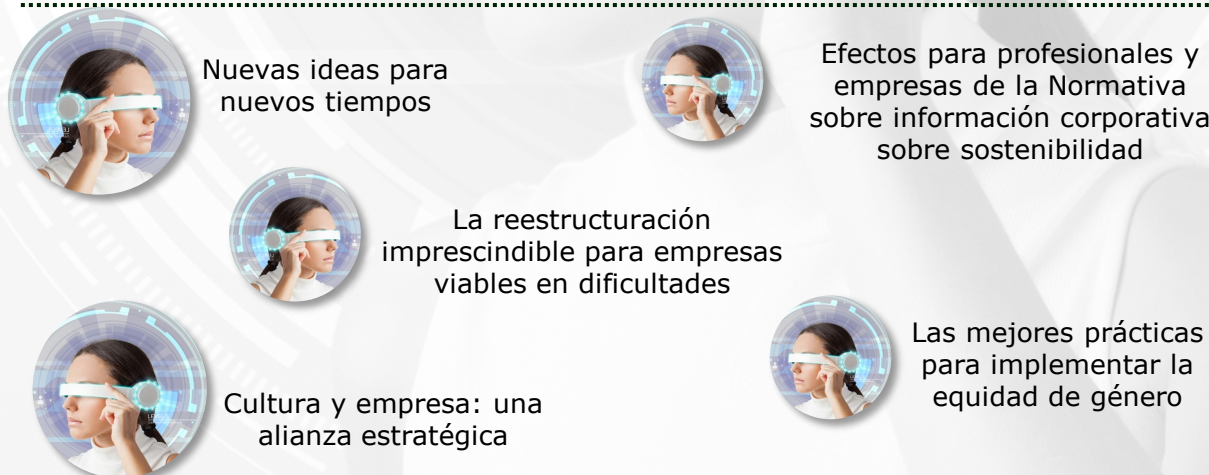 Nuevas ideas para
nuevos tiempos
Efectos para profesionales y
empresas de la Normativa
sobre información corporativa
sobre sostenibilidad
La reestructuración
imprescindible para empresas
viables en dificultades
Cultura y empresa: una
alianza estratégica
Las mejores prácticas
para implementar la
equidad de género